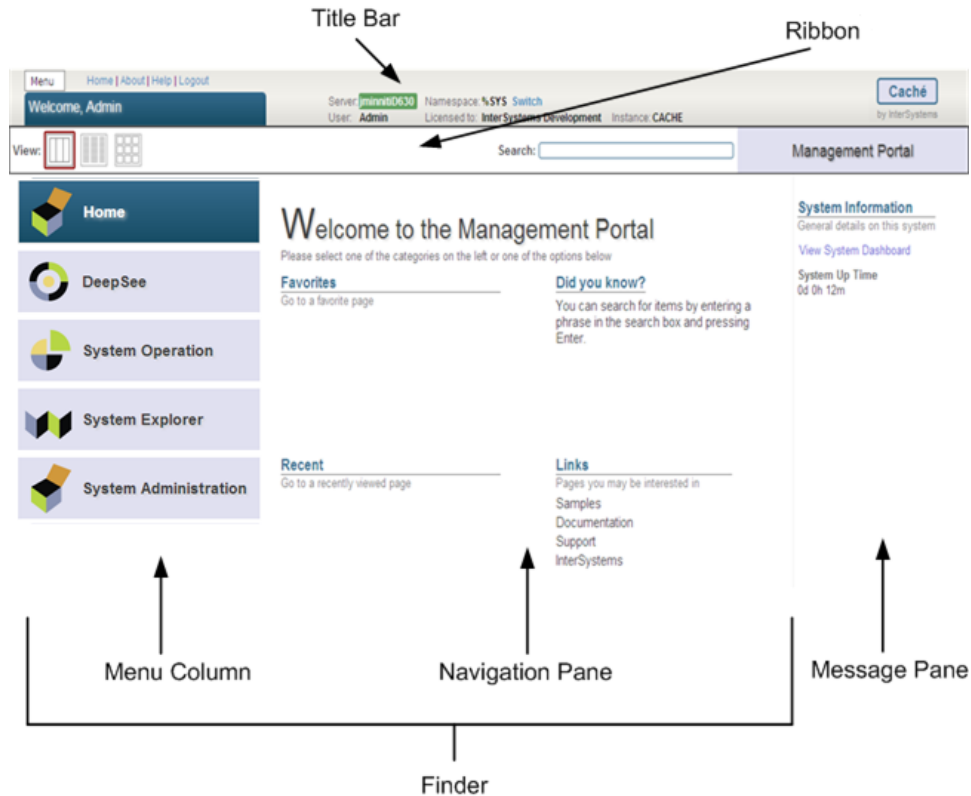 Title Bar
Ribbon
Menu
Home | About | Help | Logout
Welcome, Admin
Server: jminnitiD630 Namespace: %SYS Switch
User: Admin Licensed to: InterSystems Development Instance: CACHE
Caché
by InterSystems
View:
Search:
Management Portal
Home
DeepSee
System Operation
System Explorer
System Administration
Welcome to the Management Portal
Please select one of the categories on the left or one of the options below
Favorites
Go to a favorite page
Did you know?
You can search for items by entering a
phrase in the search box and pressing
Enter.
Recent
Go to a recently viewed page
Links
Pages you may be interested in
Samples
Documentation
Support
InterSystems
System Information
General details on this system
View System Dashboard
System Up Time
0d 0h 12m
Menu Column
Navigation Pane
Message Pane
Finder